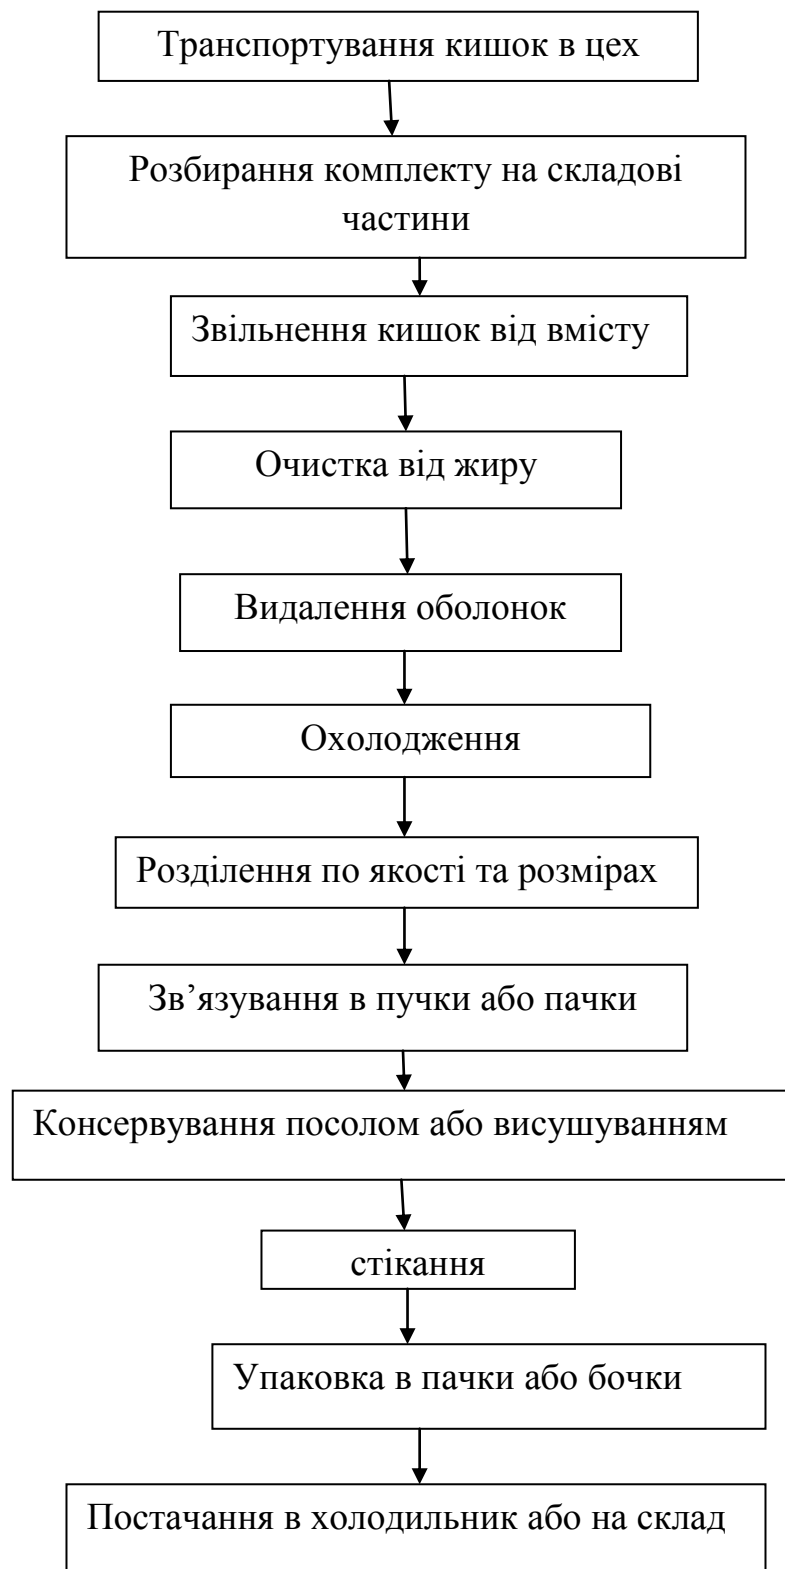 Транспортування кишок в цех
Розбирання комплекту на складові
частини
Звільнення кишок від вмісту
Очистка від жиру
Видалення оболонок
Охолодження
Розділення по якості та розмірах
Зв’язування в пучки або пачки
Консервування посолом або висушуванням
стікання
Упаковка в пачки або бочки
Постачання в холодильник або на склад